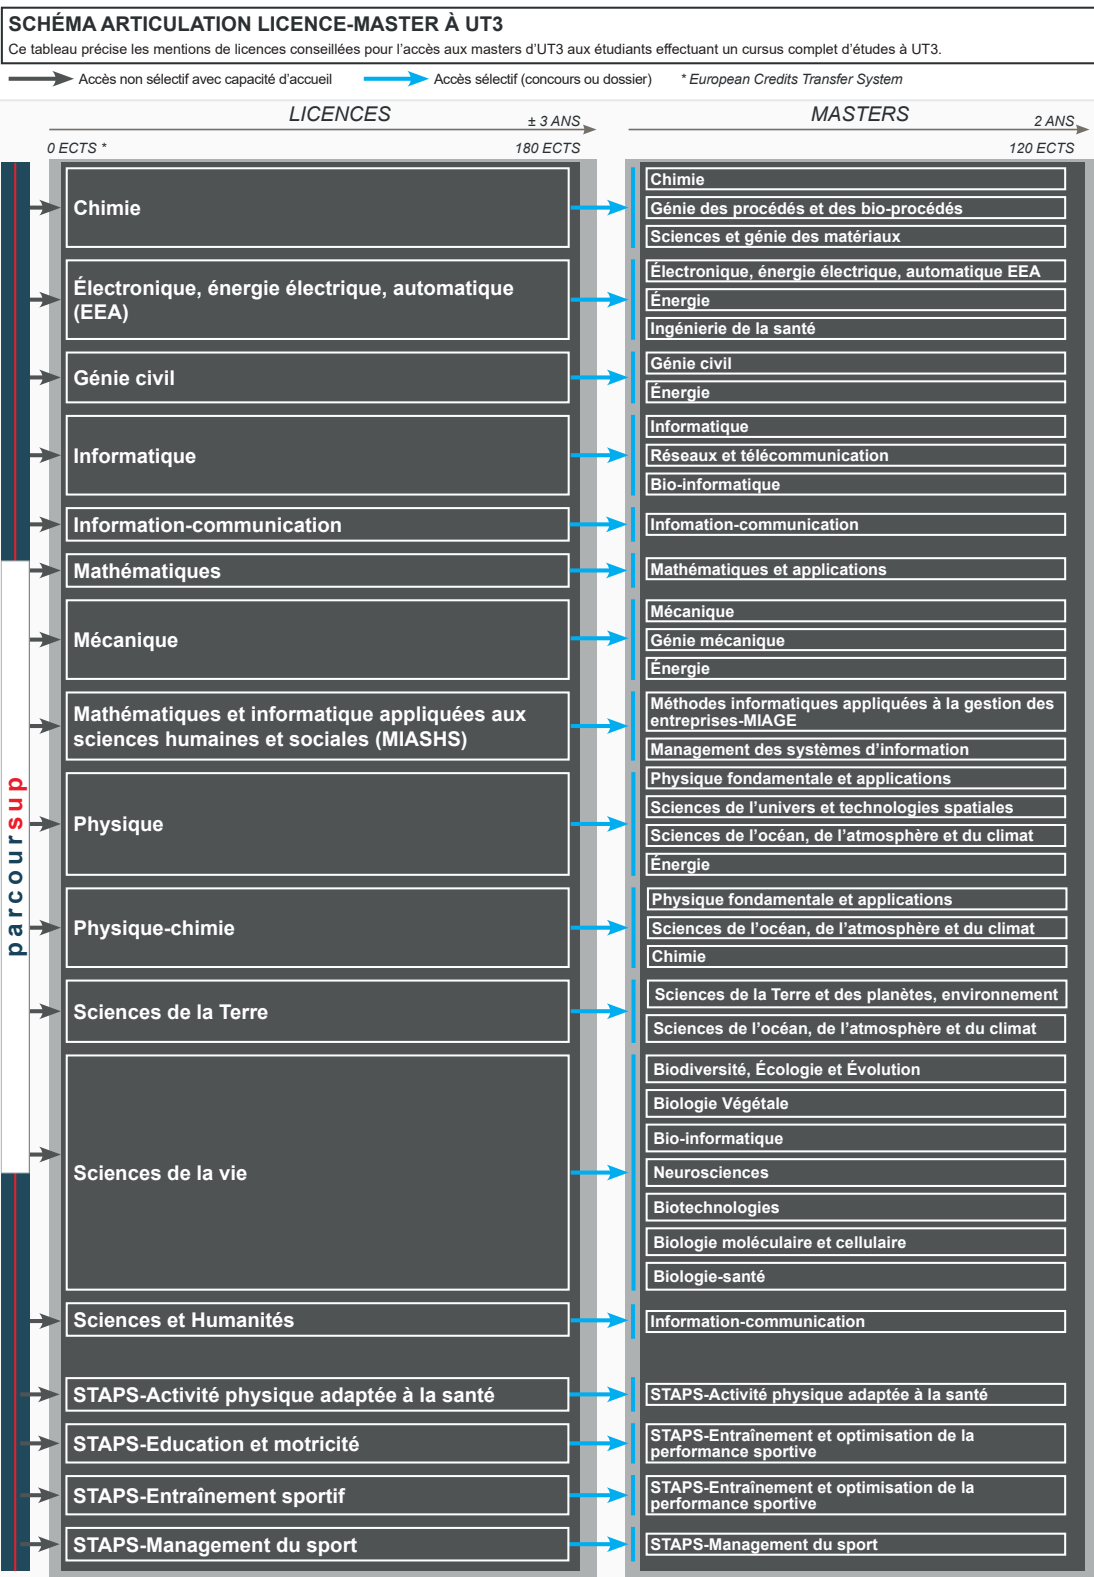 SCHÉMA ARTICULATION LICENCE-MASTER À UT3
Ce tableau précise les mentions de licences conseillées pour l'accès aux masters d'UT3 aux étudiants effectuant un cursus complet d'études à UT3.
Accès non sélectif avec capacité d'accueil
Accès sélectif (concours ou dossier)
* European Credits Transfer System
LICENCES
± 3 ANS
MASTERS
2 ANS
0 ECTS *
180 ECTS
120 ECTS
parcoursup
Chimie
Chimie
Génie des procédés et des bio-procédés
Sciences et génie des matériaux
Électronique, énergie électrique, automatique
(EEA)
Électronique, énergie électrique, automatique EEA
Énergie
Ingénierie de la santé
Génie civil
Génie civil
Énergie
Informatique
Informatique
Réseaux et télécommunication
Bio-informatique
Information-communication
Infomation-communication
Mathématiques
Mathématiques et applications
Mécanique
Mécanique
Génie mécanique
Énergie
Mathématiques et informatique appliquées aux
sciences humaines et sociales (MIASHS)
Méthodes informatiques appliquées à la gestion des
entreprises-MIAGE
Management des systèmes d'information
Physique
Physique fondamentale et applications
Sciences de l'univers et technologies spatiales
Sciences de l'océan, de l'atmosphère et du climat
Énergie
Physique-chimie
Physique fondamentale et applications
Sciences de l'océan, de l'atmosphère et du climat
Chimie
Sciences de la Terre
Sciences de la Terre et des planètes, environnement
Sciences de l'océan, de l'atmosphère et du climat
Sciences de la vie
Biodiversité, Écologie et Évolution
Biologie Végétale
Bio-informatique
Neurosciences
Biotechnologies
Biologie moléculaire et cellulaire
Biologie-santé
Sciences et Humanités
Information-communication
STAPS-Activité physique adaptée à la santé
STAPS-Activité physique adaptée à la santé
STAPS-Education et motricité
STAPS-Entraînement et optimisation de la
performance sportive
STAPS-Entraînement sportif
STAPS-Entraînement et optimisation de la
performance sportive
STAPS-Management du sport
STAPS-Management du sport